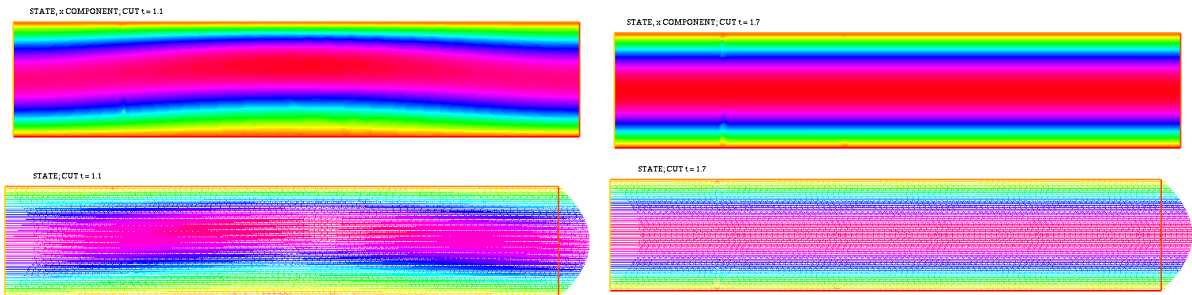 STATE, x COMPONENT; CUT t = 1.1
STATE, x COMPONENT; CUT t = 1.7
STATE; CUT t = 1.1
STATE; CUT t = 1.7